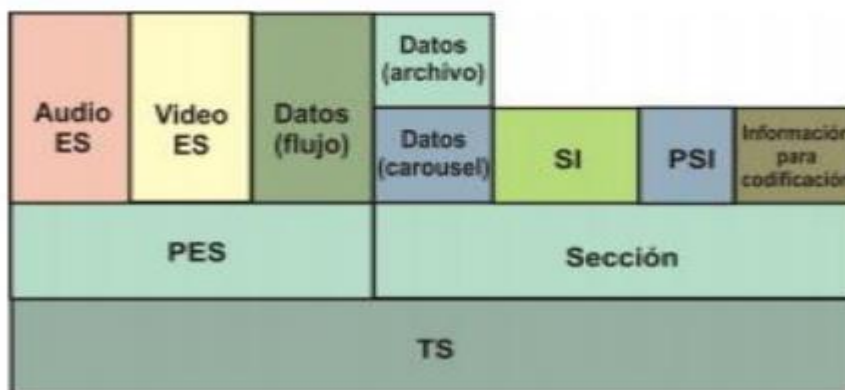 Audio
ES
Video
ES
Datos
(flujo)
Datos
(archivo)
Datos
(carousel)
SI
PSI
Información
para
codificación
PES
Sección
TS